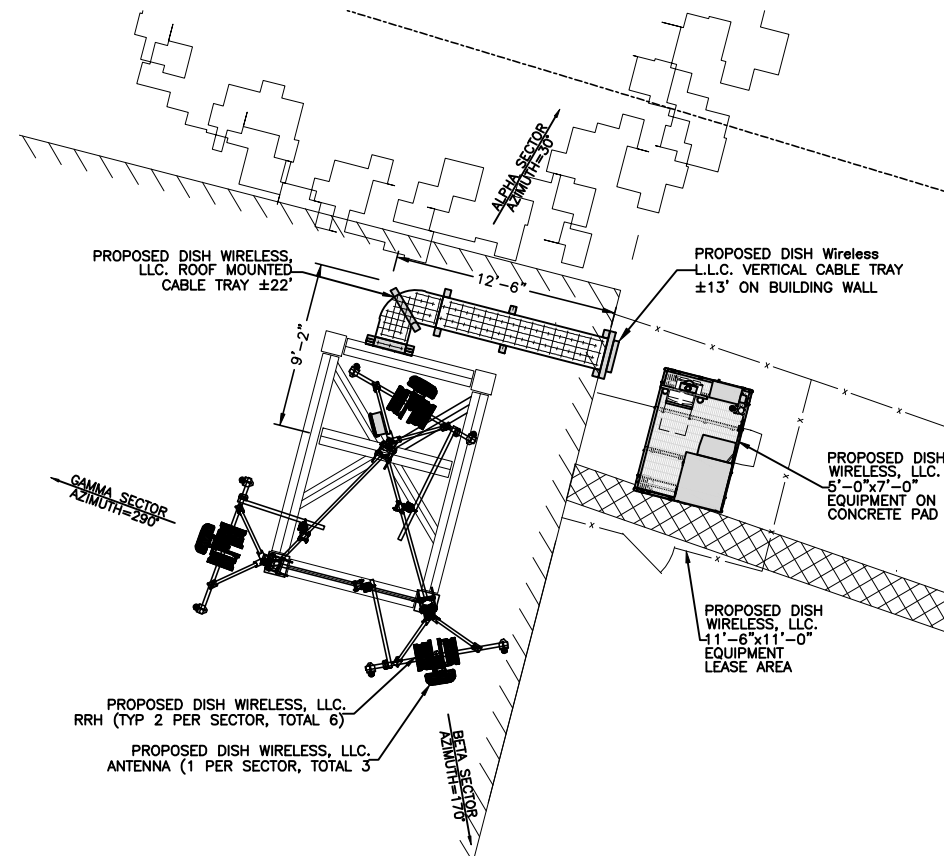 ALPHA SECTOR
AZIMUTH=30°
PROPOSED DISH WIRELESS,
LLC. ROOF MOUNTED
CABLE TRAY ±22'
12'-6"
PROPOSED DISH Wireless
L.L.C. VERTICAL CABLE TRAY
±13' ON BUILDING WALL
9'-2"
x
x
x
x
x
x
x
x
GAMMA SECTOR
AZIMUTH=290°
PROPOSED DISH
WIRELESS, LLC.
5'-0"x7'-0"
EQUIPMENT ON
CONCRETE PAD
PROPOSED DISH
WIRELESS, LLC.
11'-6"x11'-0"
EQUIPMENT
LEASE AREA
PROPOSED DISH WIRELESS, LLC.
RRH (TYP 2 PER SECTOR, TOTAL 6)
PROPOSED DISH WIRELESS, LLC.
ANTENNA (1 PER SECTOR, TOTAL 3
BETA SECTOR
AZIMUTH=170°